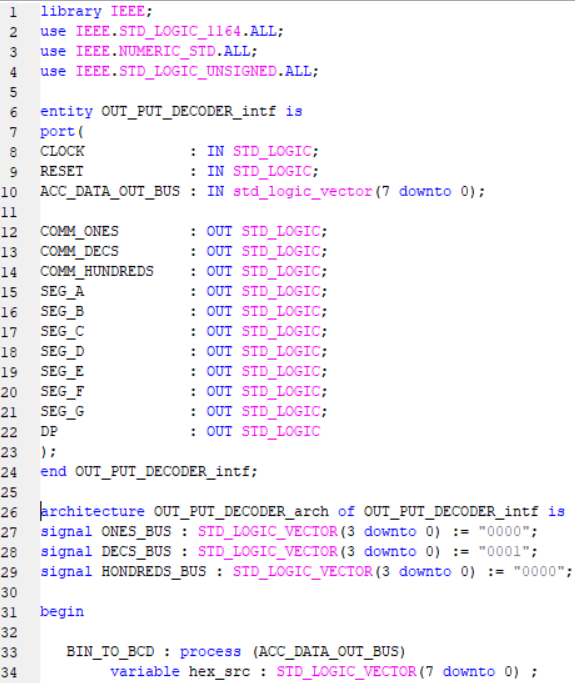 1 library IEEE;
2 use IEEE.STD_LOGIC_1164.ALL;
3 use IEEE.NUMERIC_STD.ALL;
4 use IEEE.STD_LOGIC_UNSIGNED.ALL;
5
6 entity OUT_PUT_DECODER_intf is
7 port(
8 CLOCK : IN STD_LOGIC;
9 RESET : IN STD_LOGIC;
10 ACC_DATA_OUT_BUS : IN std_logic_vector(7 downto 0);
11
12 COMM_ONES : OUT STD_LOGIC;
13 COMM_DECS : OUT STD_LOGIC;
14 COMM_HUNDREDS : OUT STD_LOGIC;
15 SEG_A : OUT STD_LOGIC;
16 SEG_B : OUT STD_LOGIC;
17 SEG_C : OUT STD_LOGIC;
18 SEG_D : OUT STD_LOGIC;
19 SEG_E : OUT STD_LOGIC;
20 SEG_F : OUT STD_LOGIC;
21 SEG_G : OUT STD_LOGIC;
22 DP : OUT STD_LOGIC
23 );
24 end OUT_PUT_DECODER_intf;
25
26 architecture OUT_PUT_DECODER_arch of OUT_PUT_DECODER_intf is
27 signal ONES_BUS : STD_LOGIC_VECTOR(3 downto 0) := "0000";
28 signal DECS_BUS : STD_LOGIC_VECTOR(3 downto 0) := "0001";
29 signal HONDREDS_BUS : STD_LOGIC_VECTOR(3 downto 0) := "0000";
30
31 begin
32
33 BIN_TO_BCD : process (ACC_DATA_OUT_BUS)
34 variable hex_src : STD_LOGIC_VECTOR(7 downto 0) ;